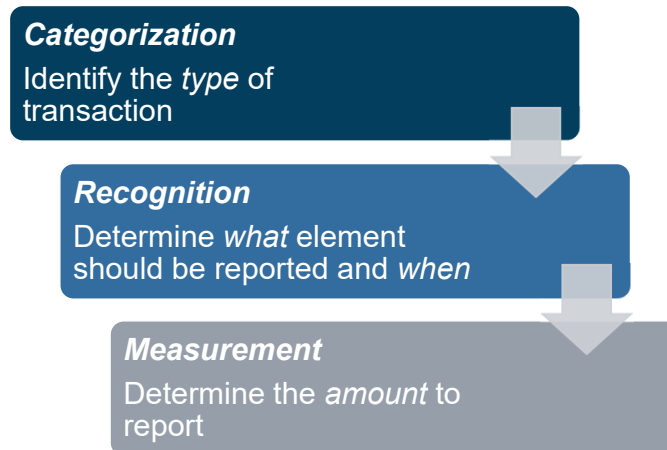 Categorization
Identify the type of
transaction
Recognition
Determine what element
should be reported and when
Measurement
Determine the amount to
report